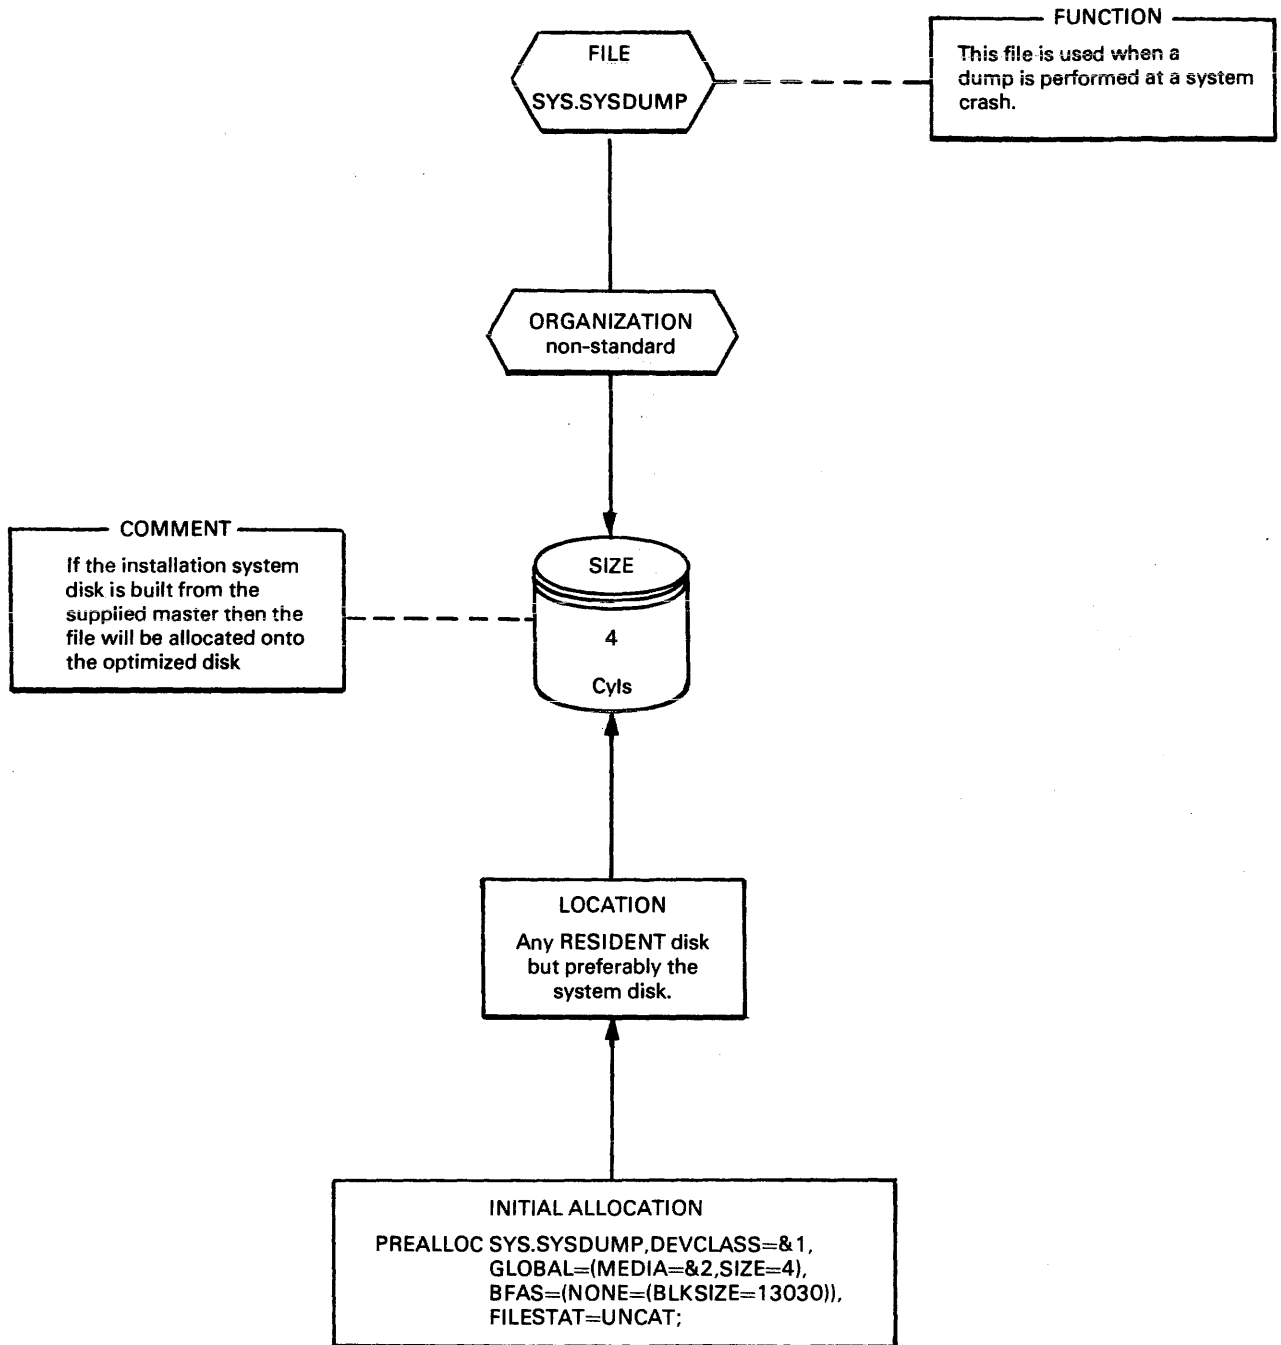 FILE
SYS.SYSDUMP
FUNCTION
This file is used when a
dump is performed at a system
crash.
ORGANIZATION
non-standard
COMMENT
If the installation system
disk is built from the
supplied master then the
file will be allocated onto
the optimized disk
SIZE
4
Cyls
LOCATION
Any RESIDENT disk
but preferably the
system disk.
INITIAL ALLOCATION
PREALLOC SYS.SYSDUMP,DEVCLASS=&1,
GLOBAL=(MEDIA=&2,SIZE=4),
BFAS=(NONE=(BLKSIZE=13030)),
FILESTAT=UNCAT;